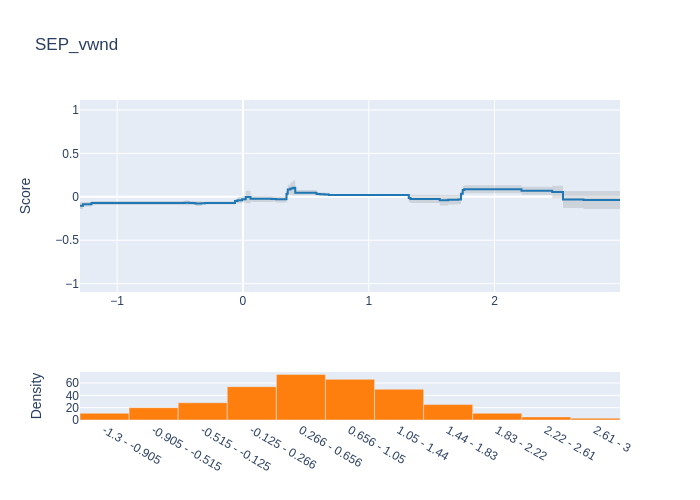 SEP_vwnd
Score
1
0.5
0
−0.5
−1
−1
0
1
2
Density
60
40
20
0
-1.3 - -0.905
-0.905 - -0.515
-0.515 - -0.125
-0.125 - 0.266
0.266 - 0.656
0.656 - 1.05
1.05 - 1.44
1.44 - 1.83
1.83 - 2.22
2.22 - 2.61
2.61 - 3